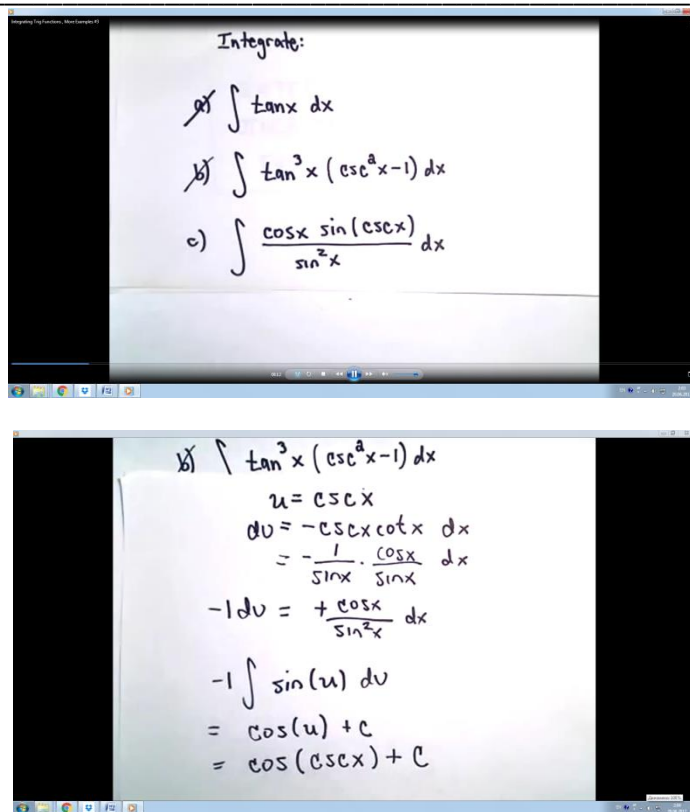 Integrating Trig Functions, More Examples #3
Integrate:
a) ∫ tanx dx
b) ∫ tan³x (csc²x-1) dx
c) ∫ cosx sin(cscx) / sin²x dx
b) ∫ tan³x (csc²x-1) dx
u = cscx
du = -cscxcotx dx
= - 1/sinx · cosx/sinx dx
-1du = + cosx/sin²x dx
-1 ∫ sin(u) du
= cos(u) + c
= cos(cscx) + C